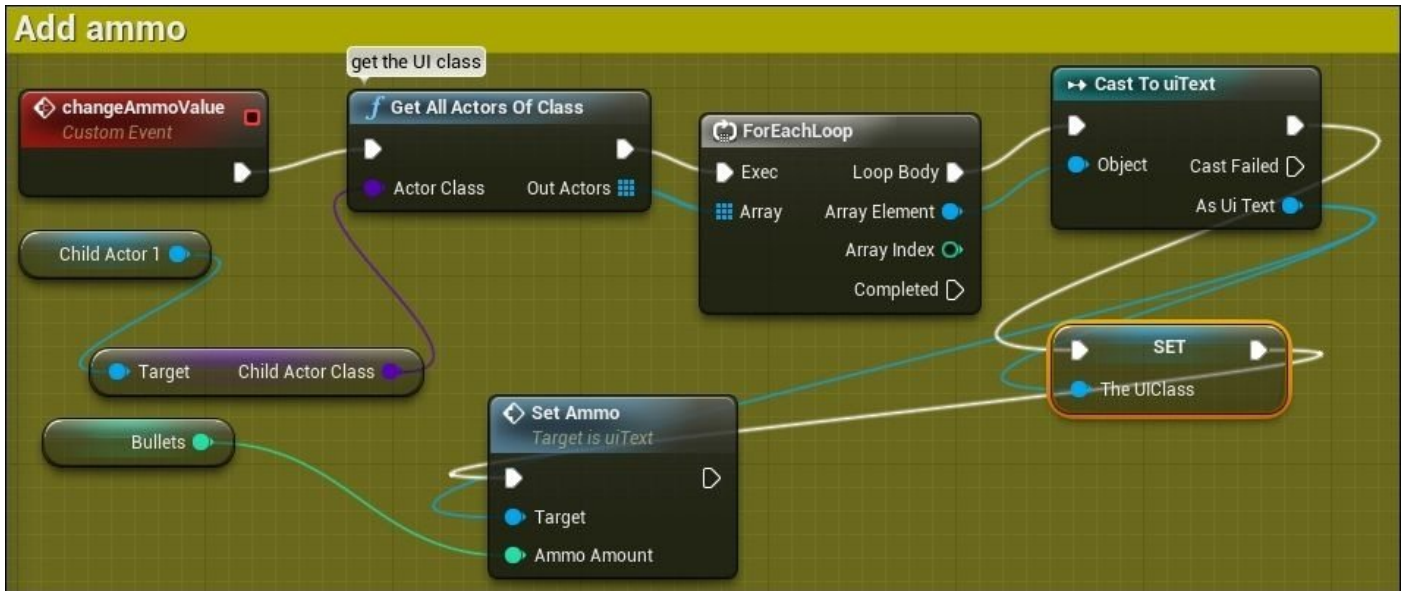 Add ammo
get the UI class
changeAmmoValue
Custom Event
Get All Actors Of Class
Actor Class
Out Actors
ForEachLoop
Exec
Loop Body
Array
Array Element
Array Index
Completed
Cast To uiText
Object
Cast Failed
As Ui Text
Child Actor 1
Target
Child Actor Class
SET
The UIClass
Bullets
Set Ammo
Target is uiText
Target
Ammo Amount